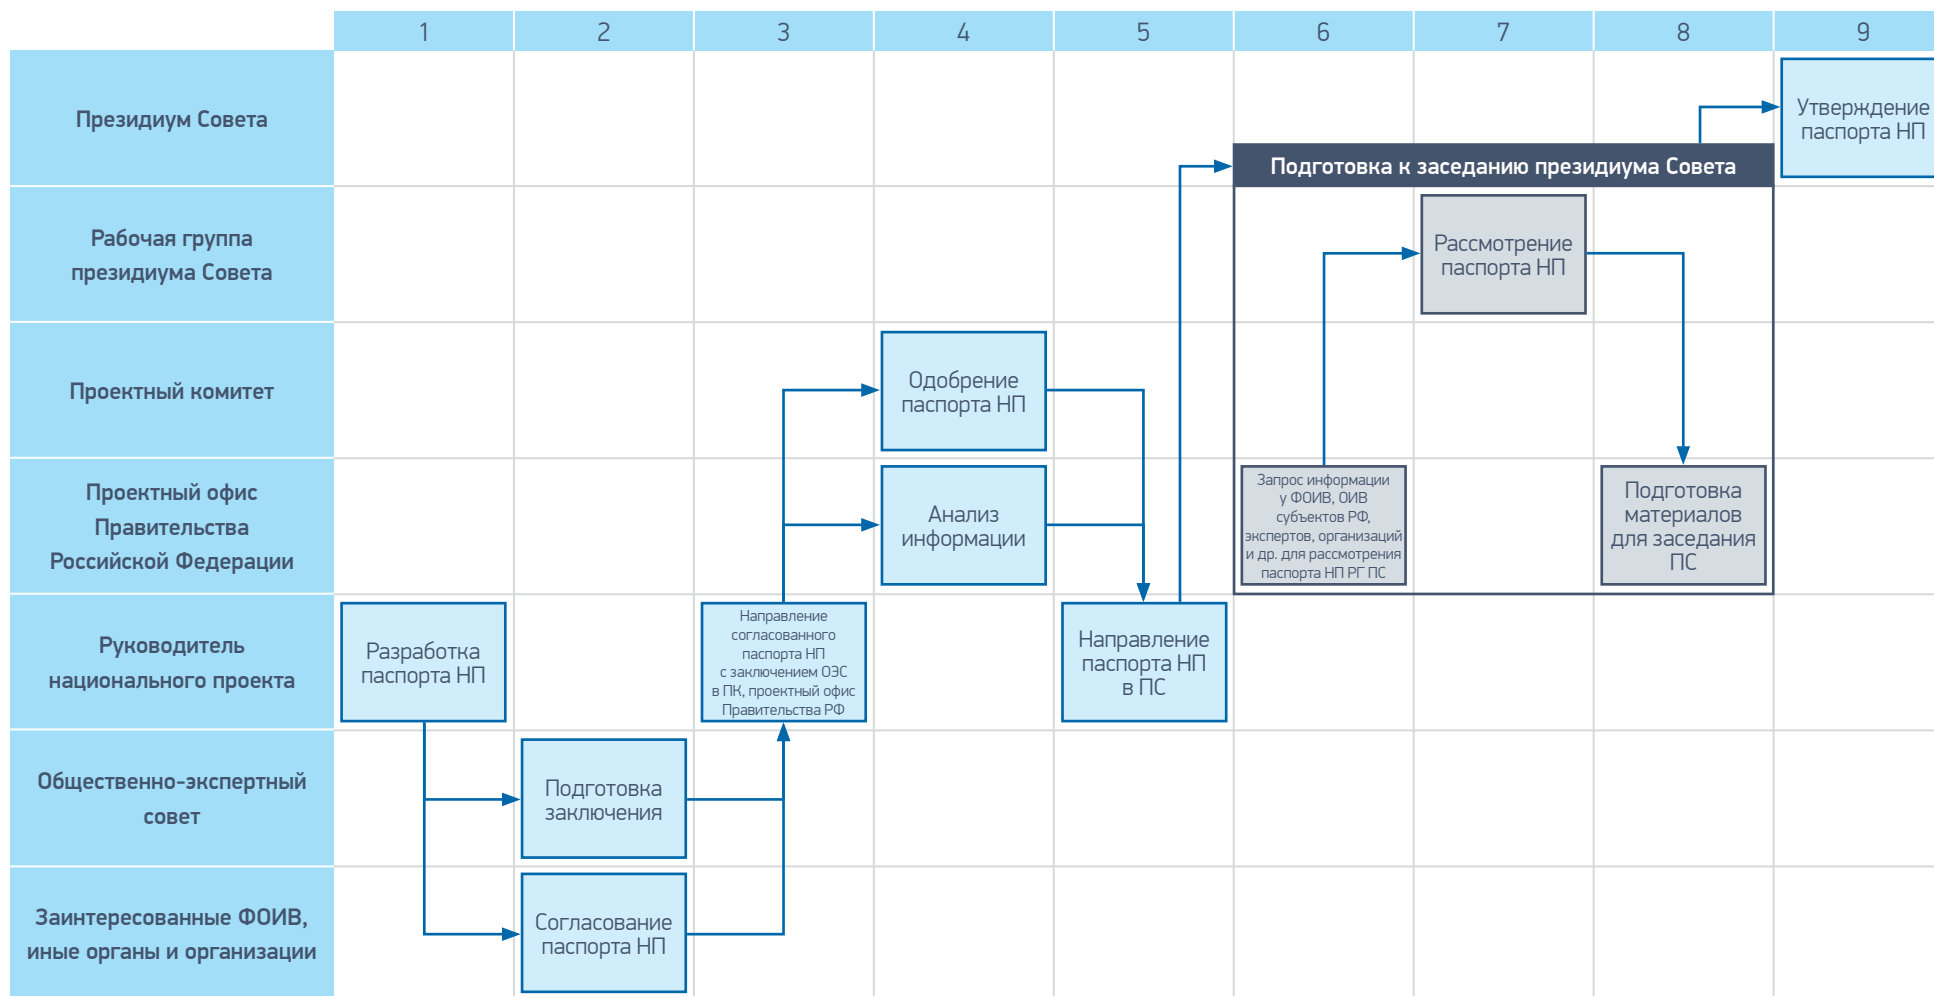 1 2 3 4 5 6 7 8 9
Президиум Совета
Утверждение
паспорта НП
Подготовка к заседанию президиума Совета
Рабочая группа
президиума Совета
Рассмотрение
паспорта НП
Проектный комитет
Одобрение
паспорта НП
Проектный офис
Правительства
Российской Федерации
Анализ
информации
Запрос информации
у ФОИВ, ОИВ
субъектов РФ,
экспертов, организаций
и др. для рассмотрения
паспорта НП РГ ПС
Подготовка
материалов
для заседания
ПС
Руководитель
национального проекта
Разработка
паспорта НП
Направление
согласованного
паспорта НП
с заключением ОЭС
в ПК, проектный офис
Правительства РФ
Направление
паспорта НП
в ПС
Общественно-экспертный
совет
Подготовка
заключения
Заинтересованные ФОИВ,
иные органы и организации
Согласование
паспорта НП